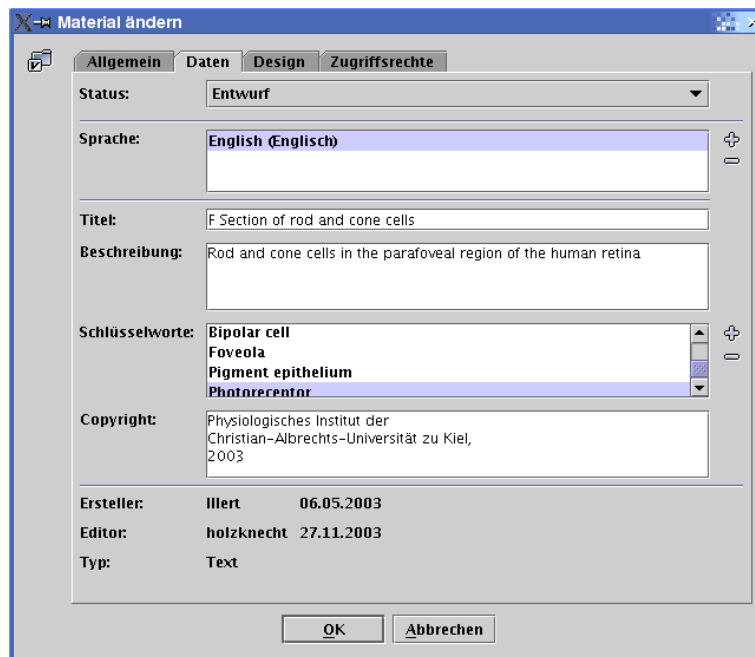 Material ändern
Allgemein Daten Design Zugriffsrechte
Status: Entwurf
Sprache: English (Englisch)
Titel: F Section of rod and cone cells
Beschreibung: Rod and cone cells in the parafoveal region of the human retina
Schlüsselworte: Bipolar cell
Foveola
Pigment epithelium
Photoreceptor
Copyright: Physiologisches Institut der
Christian-Albrechts-Universität zu Kiel,
2003
Ersteller: Illert 06.05.2003
Editor: holzknecht 27.11.2003
Typ: Text
OK Abbrechen